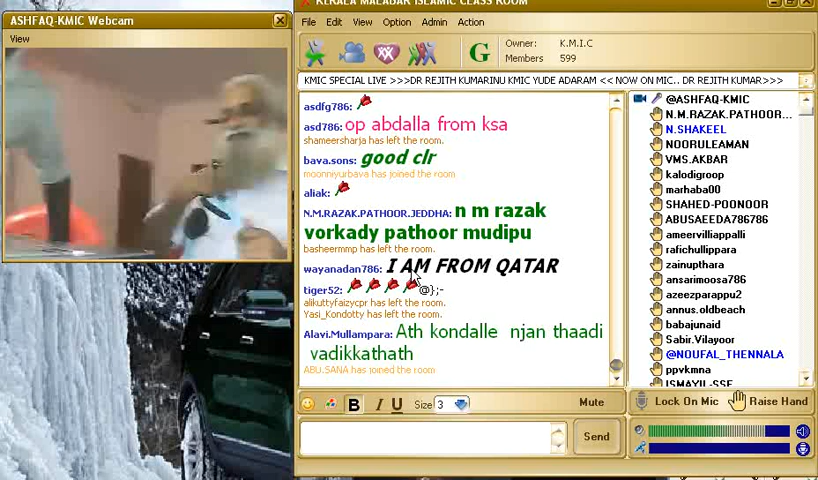 ASHFAQ-KMIC Webcam
View
KERALA MALABAR ISLAMIC CLASS ROOM
File Edit View Option Admin Action
G
Owner: K.M.I.C
Members 599
KMIC SPECIAL LIVE >>>DR REJITH KUMARINU KMIC YUDE ADARAM << NOW ON MIC.. DR REJITH KUMAR>>>
asdfg786:
asd786: op abdalla from ksa
shameersharja has left the room.
bava.sons: good clr
moonniyurbava has joined the room
aliak:
N.M.RAZAK.PATHOOR.JEDDHA: n m razak
vorkady pathoor mudipu
basheermmp has left the room.
wayanadan786: I AM FROM QATAR
tiger52: @};-
alikuttyfaizycpr has left the room.
Yasi_Kondotty has left the room.
Alavi.Mullampara: Ath kondalle njan thaadi
vadikkathath
ABU.SANA has joined the room
@ASHFAQ-KMIC
N.M.RAZAK.PATHOOR...
N.SHAKEEL
NOORULEAMAN
VMS.AKBAR
kalodigroop
marhaba00
SHAHED-POONOOR
ABUSAEEDA786786
ameervilliappalli
rafichullippara
zainupthara
ansarimoosa786
azeezparappu2
annus.oldbeach
babajunaid
Sabir.Vilayoor
@NOUFAL_THENNALA
ppvkmna
ISMAYIL-SSF
B I U Size 3 Mute
Lock On Mic Raise Hand
Send